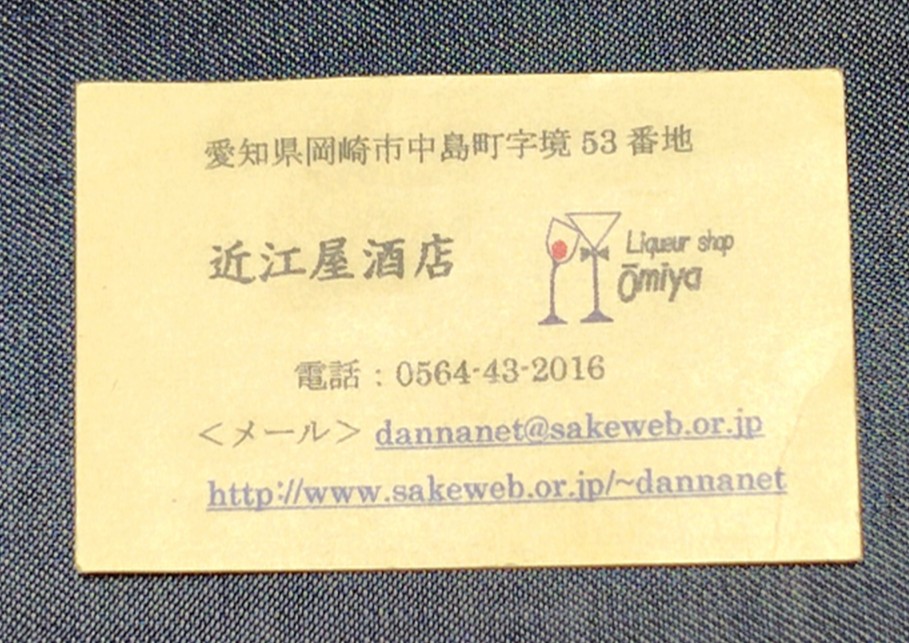 愛知県岡崎市中島町字境 53 番地
近江屋酒店
Liqueur shop
Ōmiya
電話：0564-43-2016
＜メール＞ dannanet@sakeweb.or.jp
http://www.sakeweb.or.jp/~dannanet